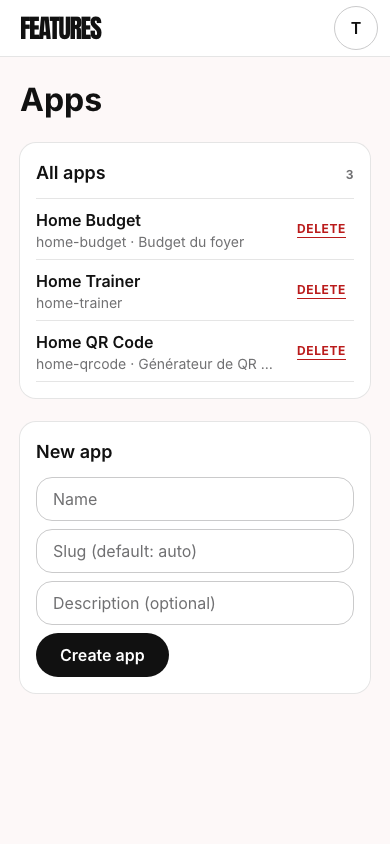 FEATURES
T
Apps
All apps
3
Home Budget
home-budget · Budget du foyer
DELETE
Home Trainer
home-trainer
DELETE
Home QR Code
home-qrcode · Générateur de QR ...
DELETE
New app
Name
Slug (default: auto)
Description (optional)
Create app